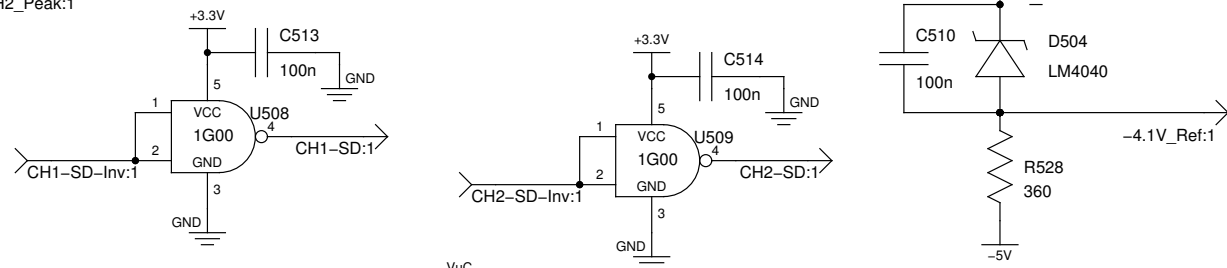 H2_Peak:1
+3.3V
C513
100n
GND
5
VCC
U508
1
4
1G00
2
GND
CH1-SD-Inv:1
CH1-SD:1
3
GND
+3.3V
C514
100n
GND
5
VCC
U509
1
4
1G00
2
GND
CH2-SD-Inv:1
CH2-SD:1
3
GND
C510
100n
D504
LM4040
−4.1V_Ref:1
R528
360
−5V
VuC